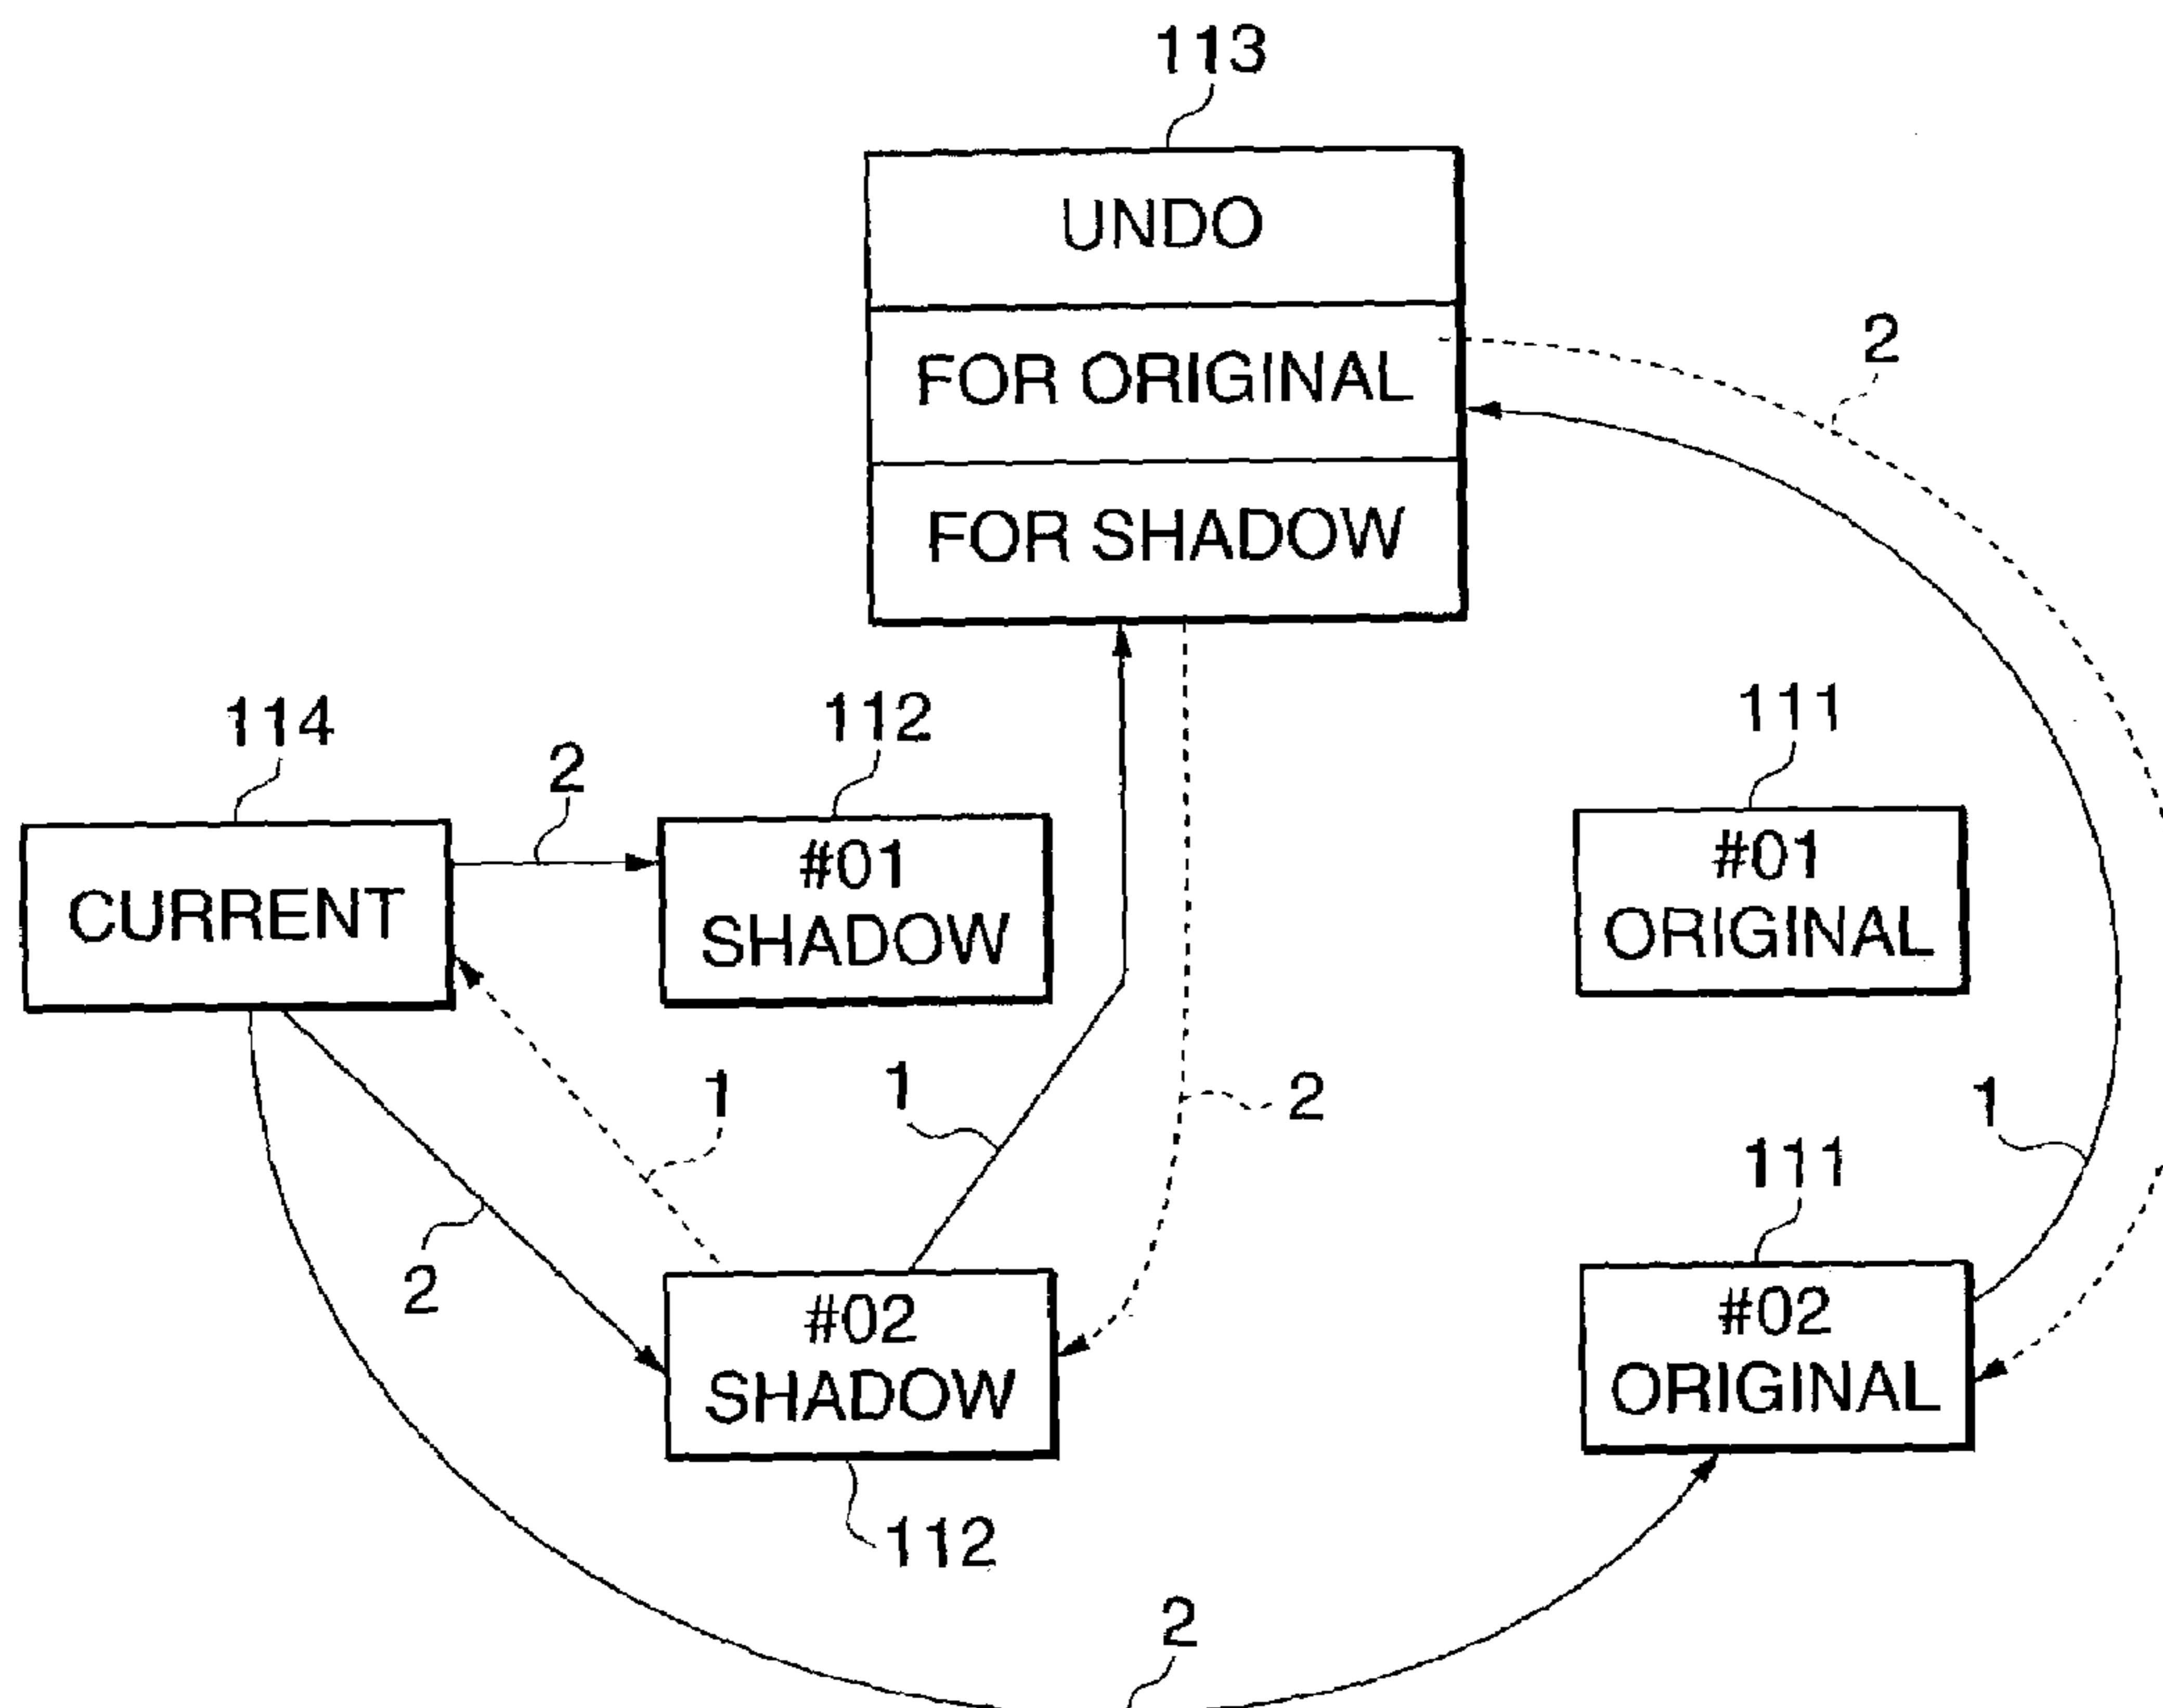 113
UNDO
FOR ORIGINAL
FOR SHADOW
2
114
2
112
111
CURRENT
#01
SHADOW
#01
ORIGINAL
1
1
2
1
2
111
#02
SHADOW
#02
ORIGINAL
112
2